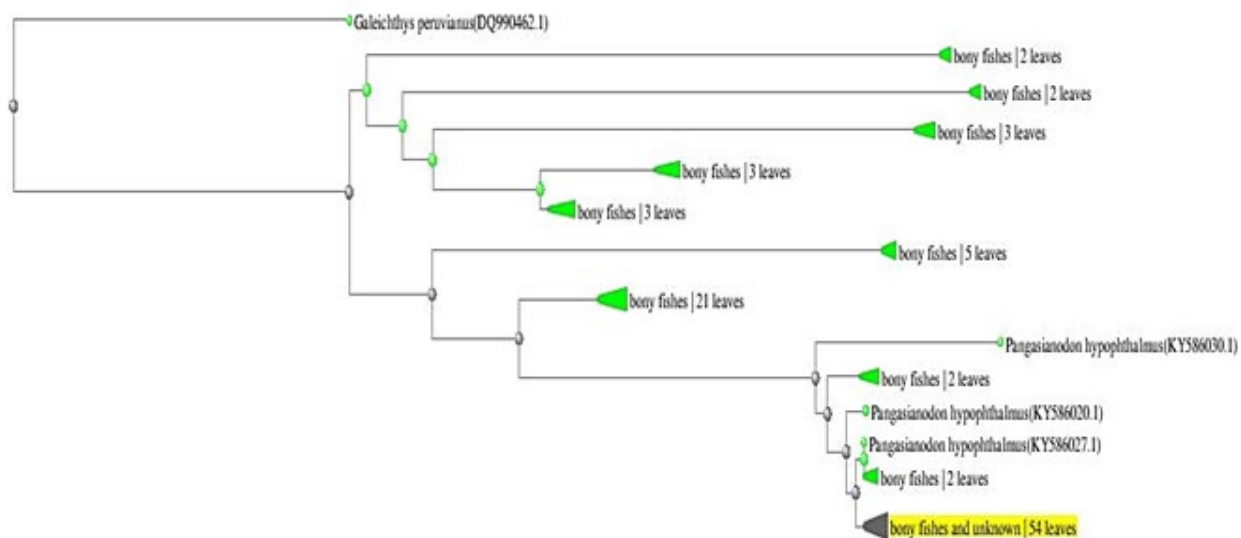 Galeichthys peruvianus(DQ990462.1)
bony fishes | 2 leaves
bony fishes | 2 leaves
bony fishes | 3 leaves
bony fishes | 3 leaves
bony fishes | 3 leaves
bony fishes | 5 leaves
bony fishes | 21 leaves
Pangasianodon hypophthalmus(KY586030.1)
bony fishes | 2 leaves
Pangasianodon hypophthalmus(KY586020.1)
Pangasianodon hypophthalmus(KY586027.1)
bony fishes | 2 leaves
bony fishes and unknown | 54 leaves